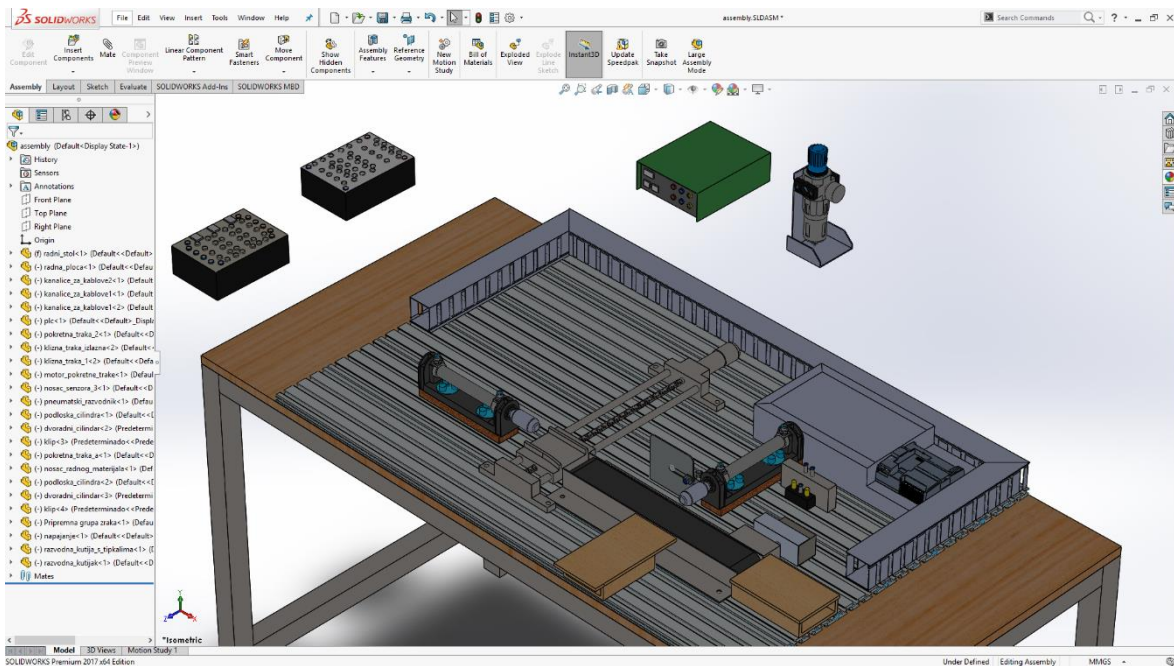 SOLIDWORKS File Edit View Insert Tools Window Help assembly.SLDASM * Search Commands
Edit Component
Insert Components
Mate
Component Preview Window
Linear Component Pattern
Smart Fasteners
Move Component
Show Hidden Components
Assembly Features
Reference Geometry
New Motion Study
Bill of Materials
Exploded View
Explode Line Sketch
Instant3D
Update Speedpak
Take Snapshot
Large Assembly Mode
Assembly Layout Sketch Evaluate SOLIDWORKS Add-Ins SOLIDWORKS MBD
assembly (Default<Display State-1>)
History
Sensors
Annotations
Front Plane
Top Plane
Right Plane
Origin
(f) radni_stol<1> (Default<<Default>
(-) radna_ploca<1> (Default<<Defau
(-) kanalice_za_kablove2<1> (Default
(-) kanalice_za_kablove1<1> (Default
(-) kanalice_za_kablove1<2> (Default
(-) plc<1> (Default<<Default>_Displa
(-) pokretna_traka_2<1> (Default<<D
(-) klizna_traka_izlazna<2> (Default<
(-) klizna_traka_1<2> (Default<<Defa
(-) motor_pokretne_trake<1> (Defaul
(-) nosac_senzora_3<1> (Default<<D
(-) pneumatski_razvodnik<1> (Defau
(-) podloska_cilindra<1> (Default<<D
(-) dvoradni_cilindar<2> (Predetermi
(-) klip<3> (Predeterminado<<Prede
(-) pokretna_traka_a<1> (Default<<D
(-) nosac_radnog_materijala<1> (Def
(-) podloska_cilindra<2> (Default<<D
(-) dvoradni_cilindar<3> (Predetermi
(-) klip<4> (Predeterminado<<Prede
(-) Pripremna grupa zraka<1> (Defau
(-) napajanje<1> (Default<<Default>
(-) razvodna_kutija_s_tipkalima<1> (D
(-) razvodna_kutijak<1> (Default<<D
Mates
Y
Z
X
*Isometric
Model 3D Views Motion Study 1
SOLIDWORKS Premium 2017 x64 Edition Under Defined Editing Assembly MMGS